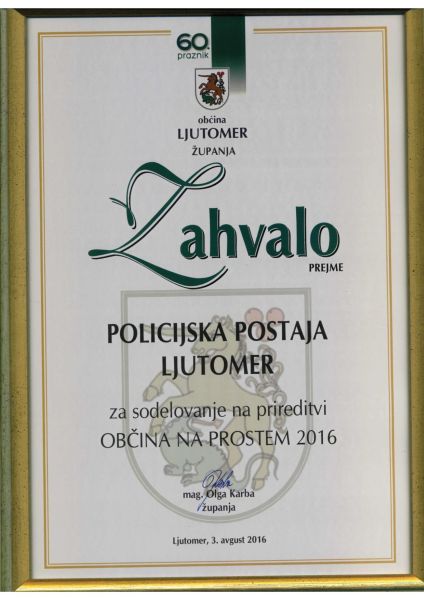 60.
praznik
občina
LJUTOMER
ŽUPANJA
Zahvalo
PREJME
POLICIJSKA POSTAJA
LJUTOMER
za sodelovanje na prireditvi
OBČINA NA PROSTEM 2016
mag. Olga Karba
županja
Ljutomer, 3. avgust 2016